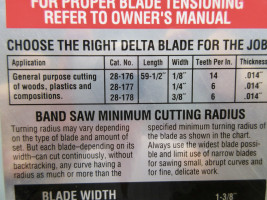 FOR PROPER BLADE TENSIONING
REFER TO OWNER'S MANUAL
CHOOSE THE RIGHT DELTA BLADE FOR THE JOB
Application Cat. No. Length Width Teeth Per In. Thickness
General purpose cutting 28-176 59-1/2" 1/8" 14 .014"
of woods, plastics and 28-177 1/4" 6 .014"
compositions. 28-178 3/8" 6 .014"
BAND SAW MINIMUM CUTTING RADIUS
Turning radius may vary depending
on the type of blade and amount of
set. But each blade–depending on its
width–can cut continuously, without
backtracking, any curve having a
radius as much or more than the
specified minimum turning radius of
the blade as shown in the chart.
Always use the widest blade possi-
ble and limit use of narrow blades
for sawing small, abrupt curves and
for fine, delicate work.
BLADE WIDTH 1-3/8"